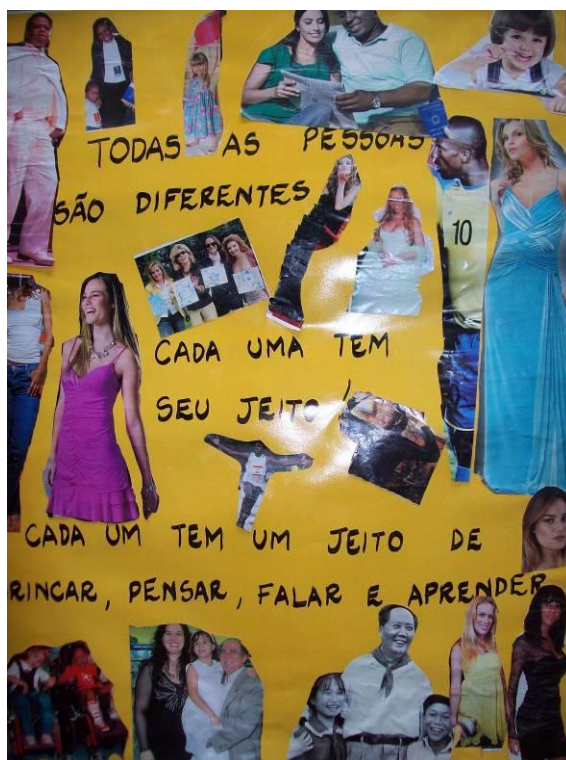 TODAS AS PESSOAS
SÃO DIFERENTES
10
CADA UMA TEM
SEU JEITO!
CADA UM TEM UM JEITO DE
RINCAR, PENSAR, FALAR E APRENDER